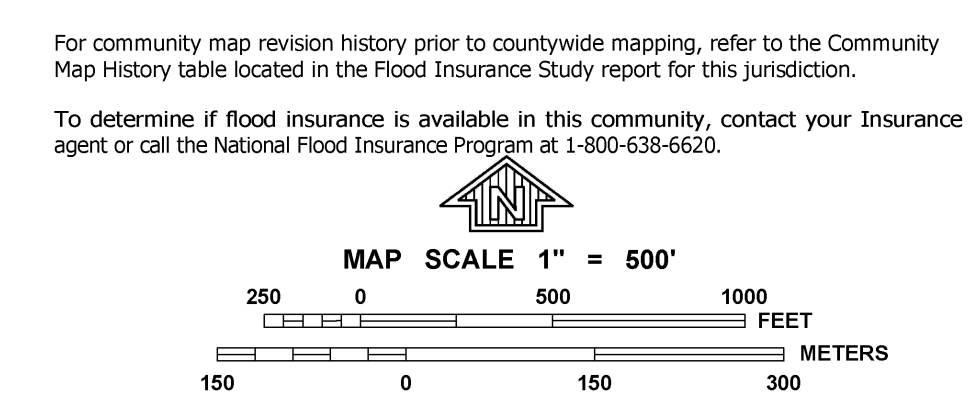 For community map revision history prior to countywide mapping, refer to the Community
Map History table located in the Flood Insurance Study report for this jurisdiction.
To determine if flood insurance is available in this community, contact your Insurance
agent or call the National Flood Insurance Program at 1-800-638-6620.
N
MAP SCALE 1" = 500'
250 0 500 1000
FEET
METERS
150 0 150 300